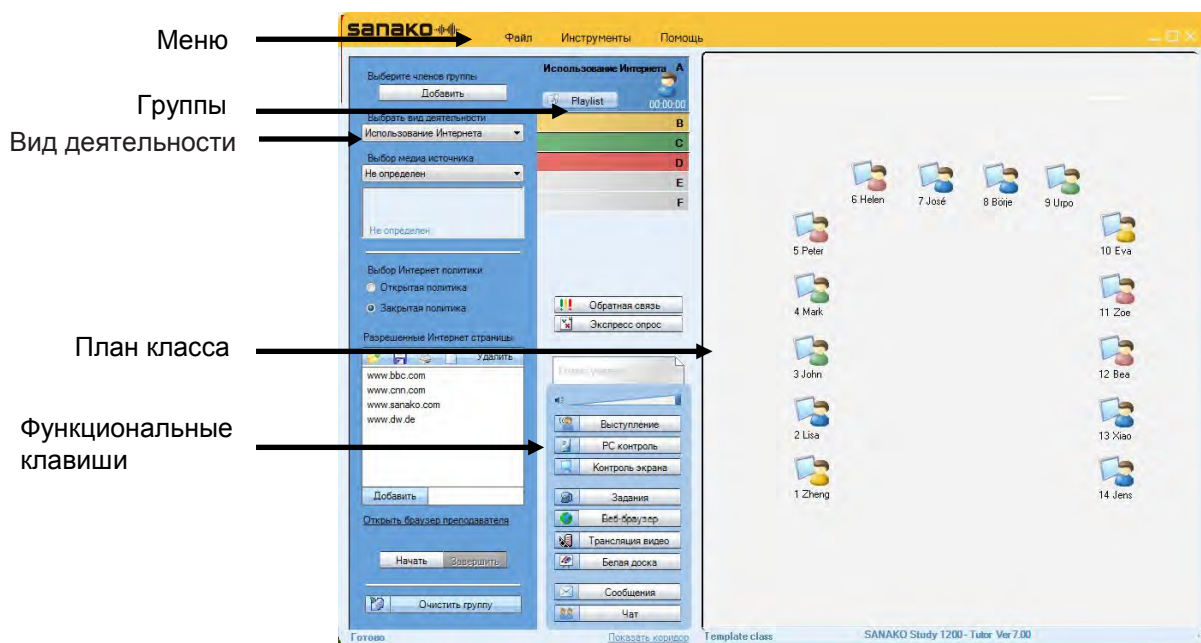 Меню
Группы
Вид деятельности
План класса
Функциональные
клавиши
sanako
Файл Инструменты Помощь
Выберите членов группы
Добавить
Выбрать вид деятельности
Использование Интернета
Выбор медиа источника
Не определен
Не определен
Выбор Интернет политики
Открытая политика
Закрытая политика
Разрешенные Интернет страницы
Удалить
www.bbc.com
www.cnn.com
www.sanako.com
www.dw.de
Добавить
Открыть браузер преподавателя
Начать Завершить
Очистить группу
Готово
Использование Интернета A
Playlist 00:00:00
B
C
D
E
F
Обратная связь
Экспресс опрос
Выступление
PC контроль
Контроль экрана
Задания
Веб-браузер
Трансляция видео
Белая доска
Сообщения
Чат
Показать коридор
6 Helen 7 José 8 Börje 9 Urpo
5 Peter 10 Eva
4 Mark 11 Zoe
3 John 12 Bea
2 Lisa 13 Xiao
1 Zheng 14 Jens
Template class SANAKO Study 1200 - Tutor Ver 7.00